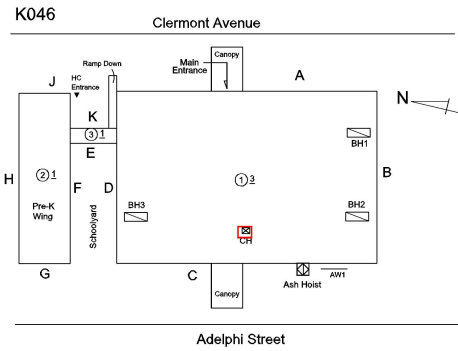 K046
Clermont Avenue
Canopy
Ramp Down
Main
Entrance
A
J
HC
Entrance
N
K
③ 1
E
BH1
H
② 1
F
D
① 3
B
Pre-K
Wing
Schoolyard
BH3
BH2
CH
G
C
Canopy
Ash Hoist
AW1
Adelphi Street